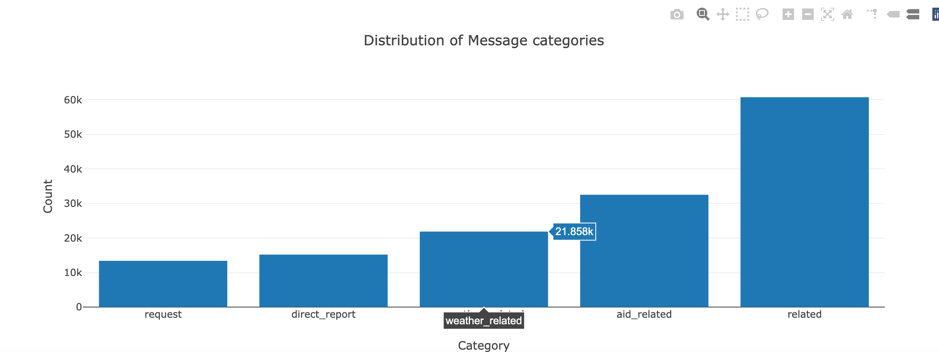 Distribution of Message categories
60k
50k
40k
30k
20k
10k
0
Count
21.858k
request
direct_report
weather_related
aid_related
related
Category